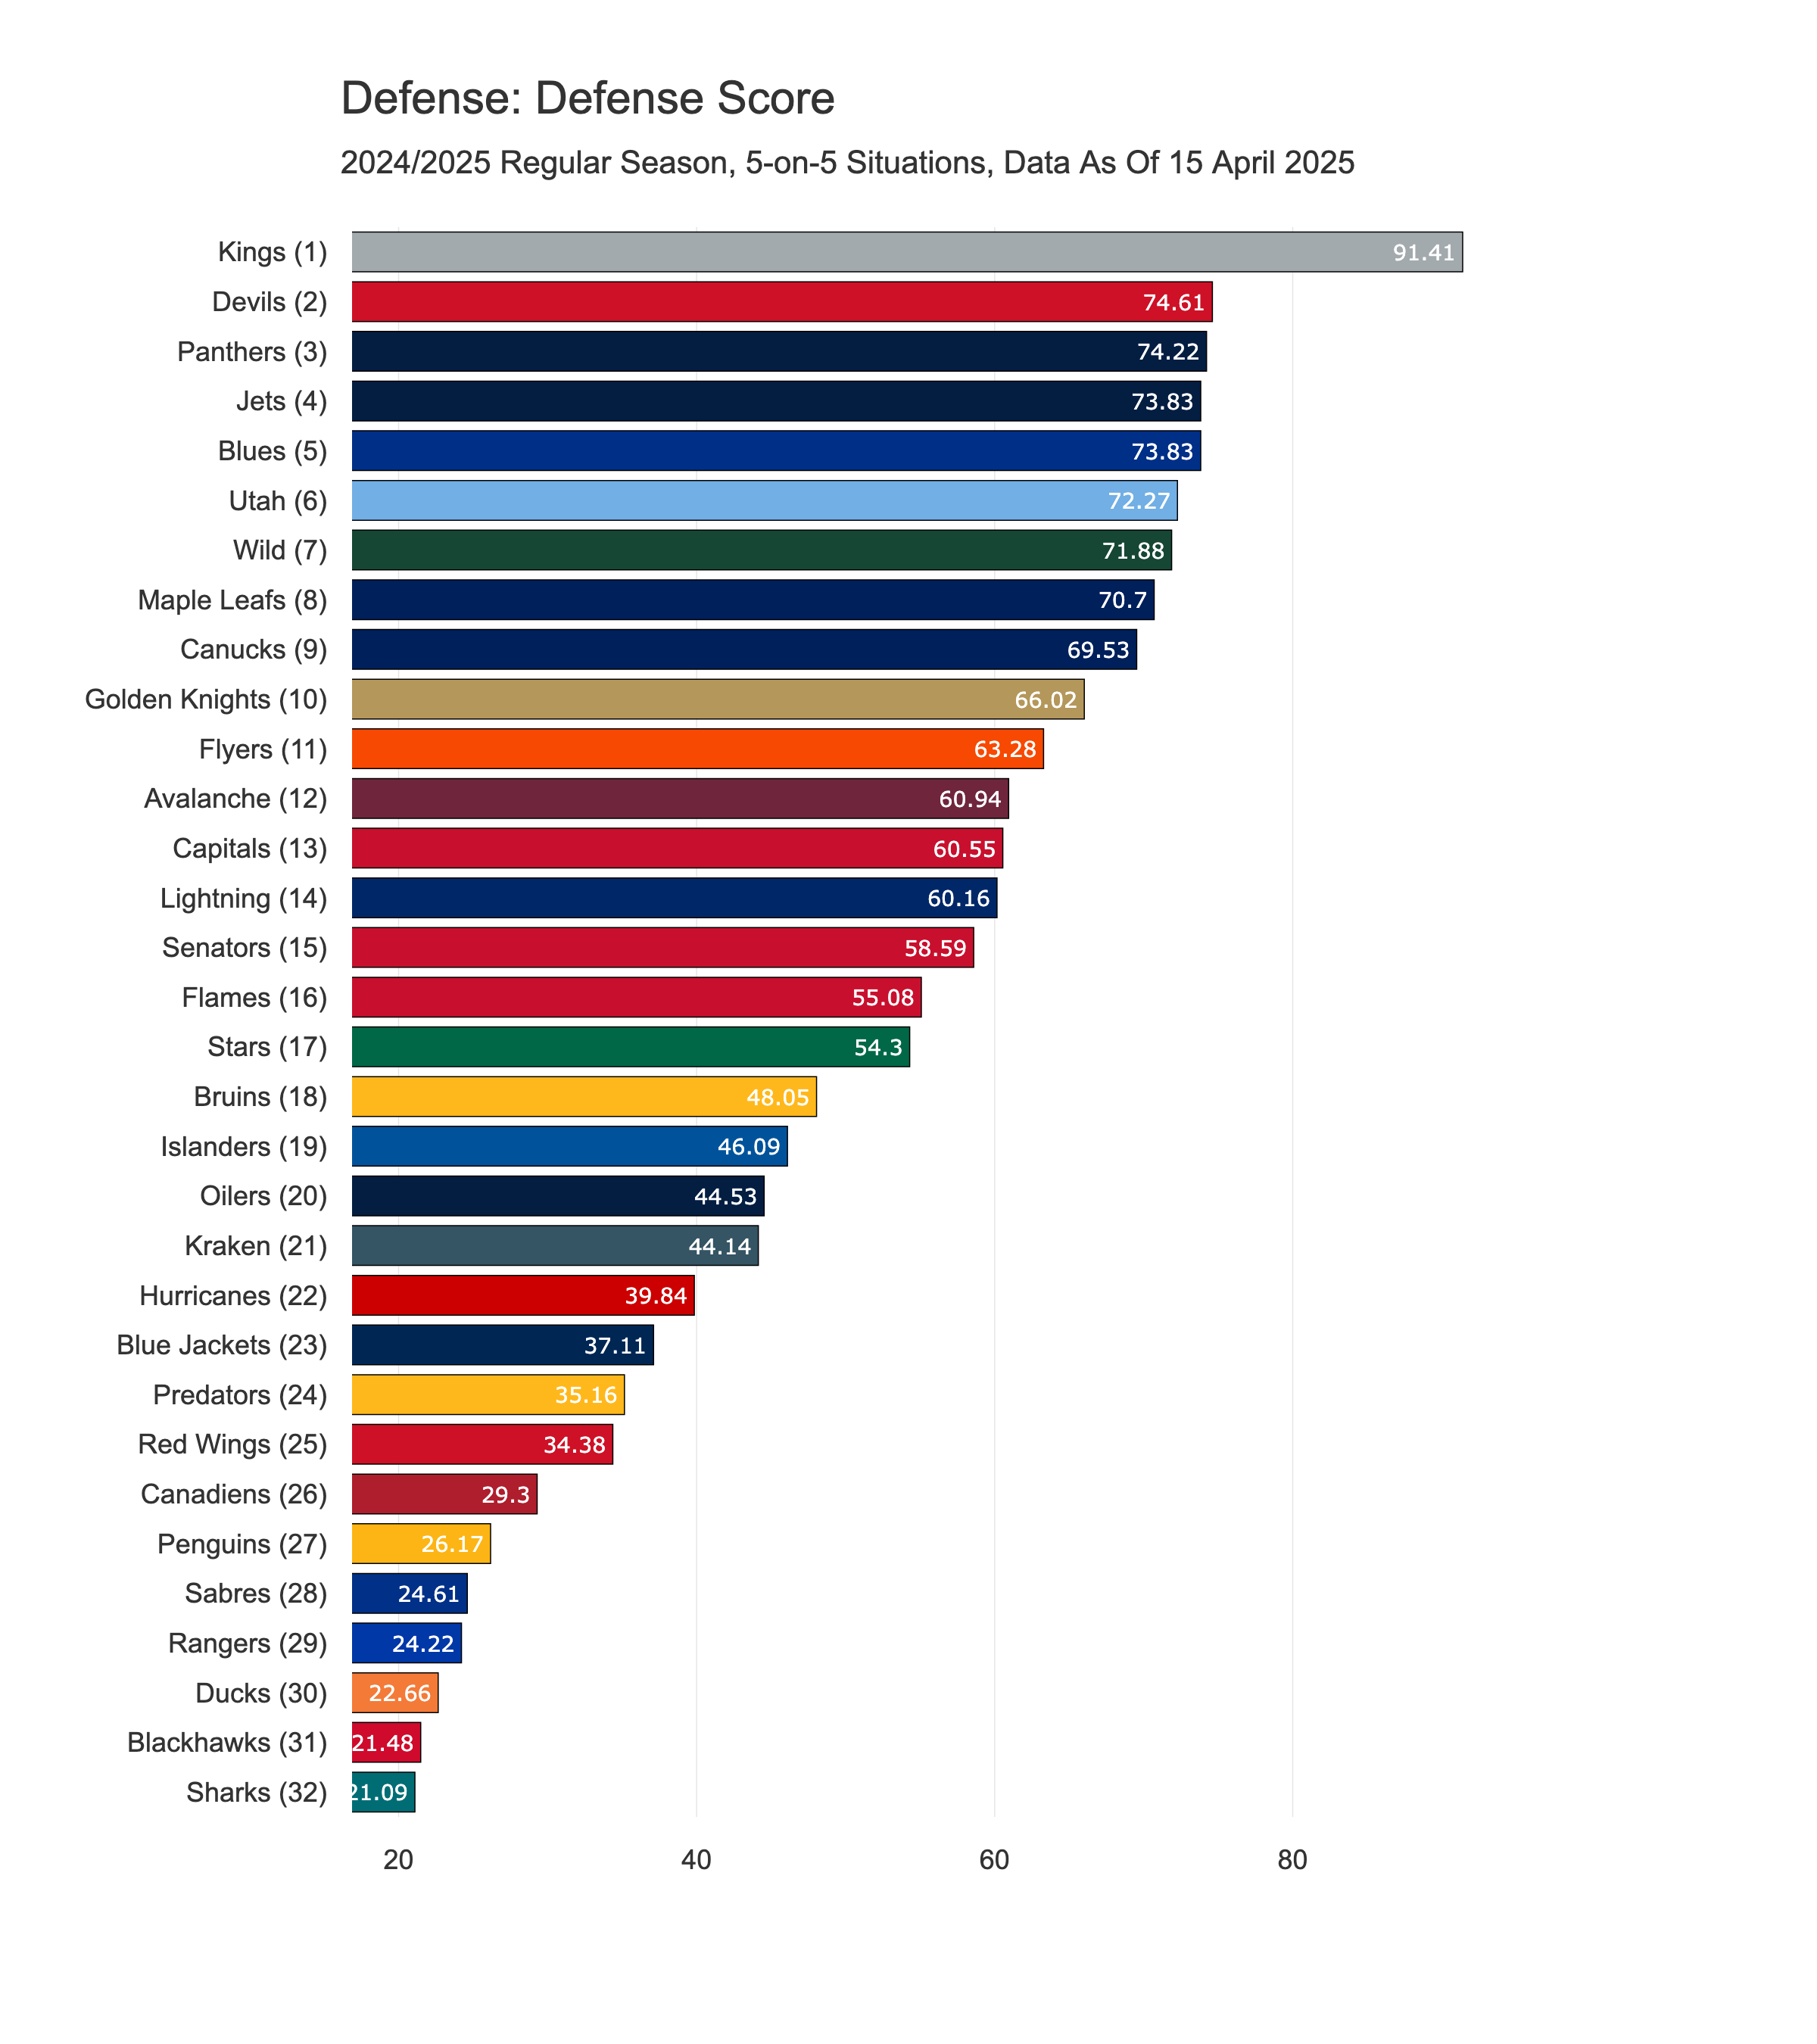 Defense: Defense Score
2024/2025 Regular Season, 5-on-5 Situations, Data As Of 15 April 2025
Kings (1) 91.41
Devils (2) 74.61
Panthers (3) 74.22
Jets (4) 73.83
Blues (5) 73.83
Utah (6) 72.27
Wild (7) 71.88
Maple Leafs (8) 70.7
Canucks (9) 69.53
Golden Knights (10) 66.02
Flyers (11) 63.28
Avalanche (12) 60.94
Capitals (13) 60.55
Lightning (14) 60.16
Senators (15) 58.59
Flames (16) 55.08
Stars (17) 54.3
Bruins (18) 48.05
Islanders (19) 46.09
Oilers (20) 44.53
Kraken (21) 44.14
Hurricanes (22) 39.84
Blue Jackets (23) 37.11
Predators (24) 35.16
Red Wings (25) 34.38
Canadiens (26) 29.3
Penguins (27) 26.17
Sabres (28) 24.61
Rangers (29) 24.22
Ducks (30) 22.66
Blackhawks (31) 21.48
Sharks (32) 21.09
20 40 60 80